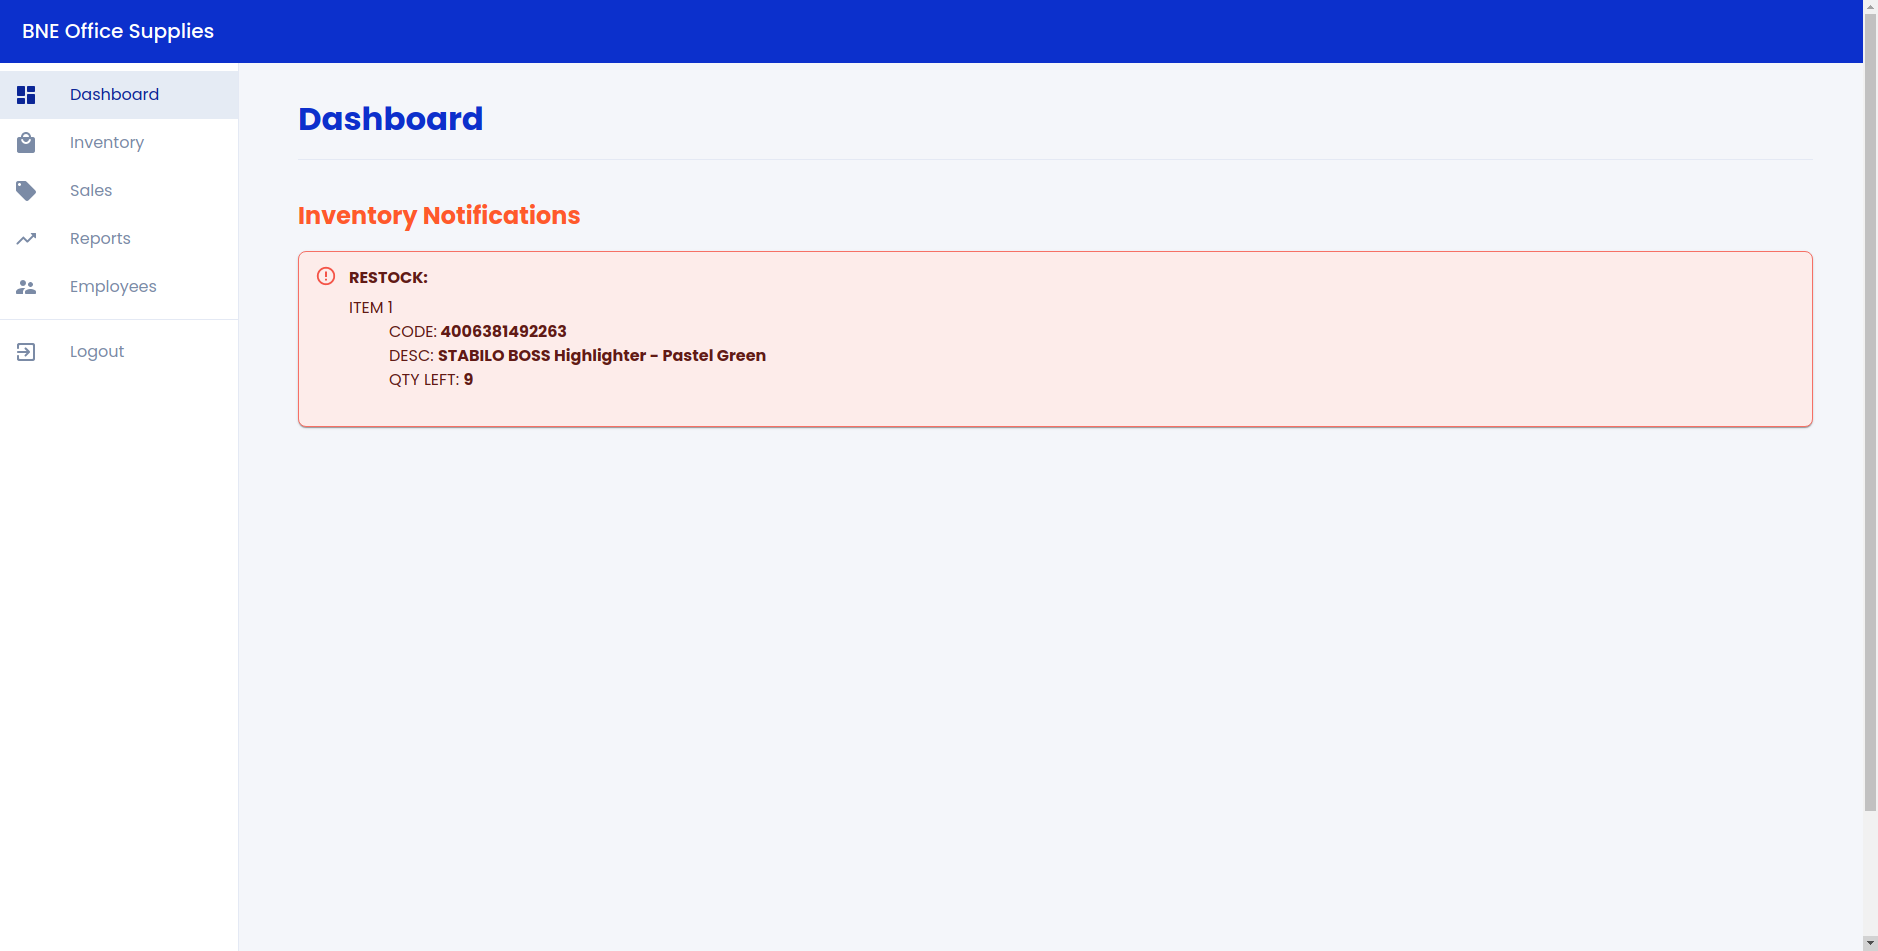 BNE Office Supplies
Dashboard
Inventory
Sales
Reports
Employees
Logout
Dashboard
Inventory Notifications
RESTOCK:
ITEM 1
CODE: 4006381492263
DESC: STABILO BOSS Highlighter - Pastel Green
QTY LEFT: 9